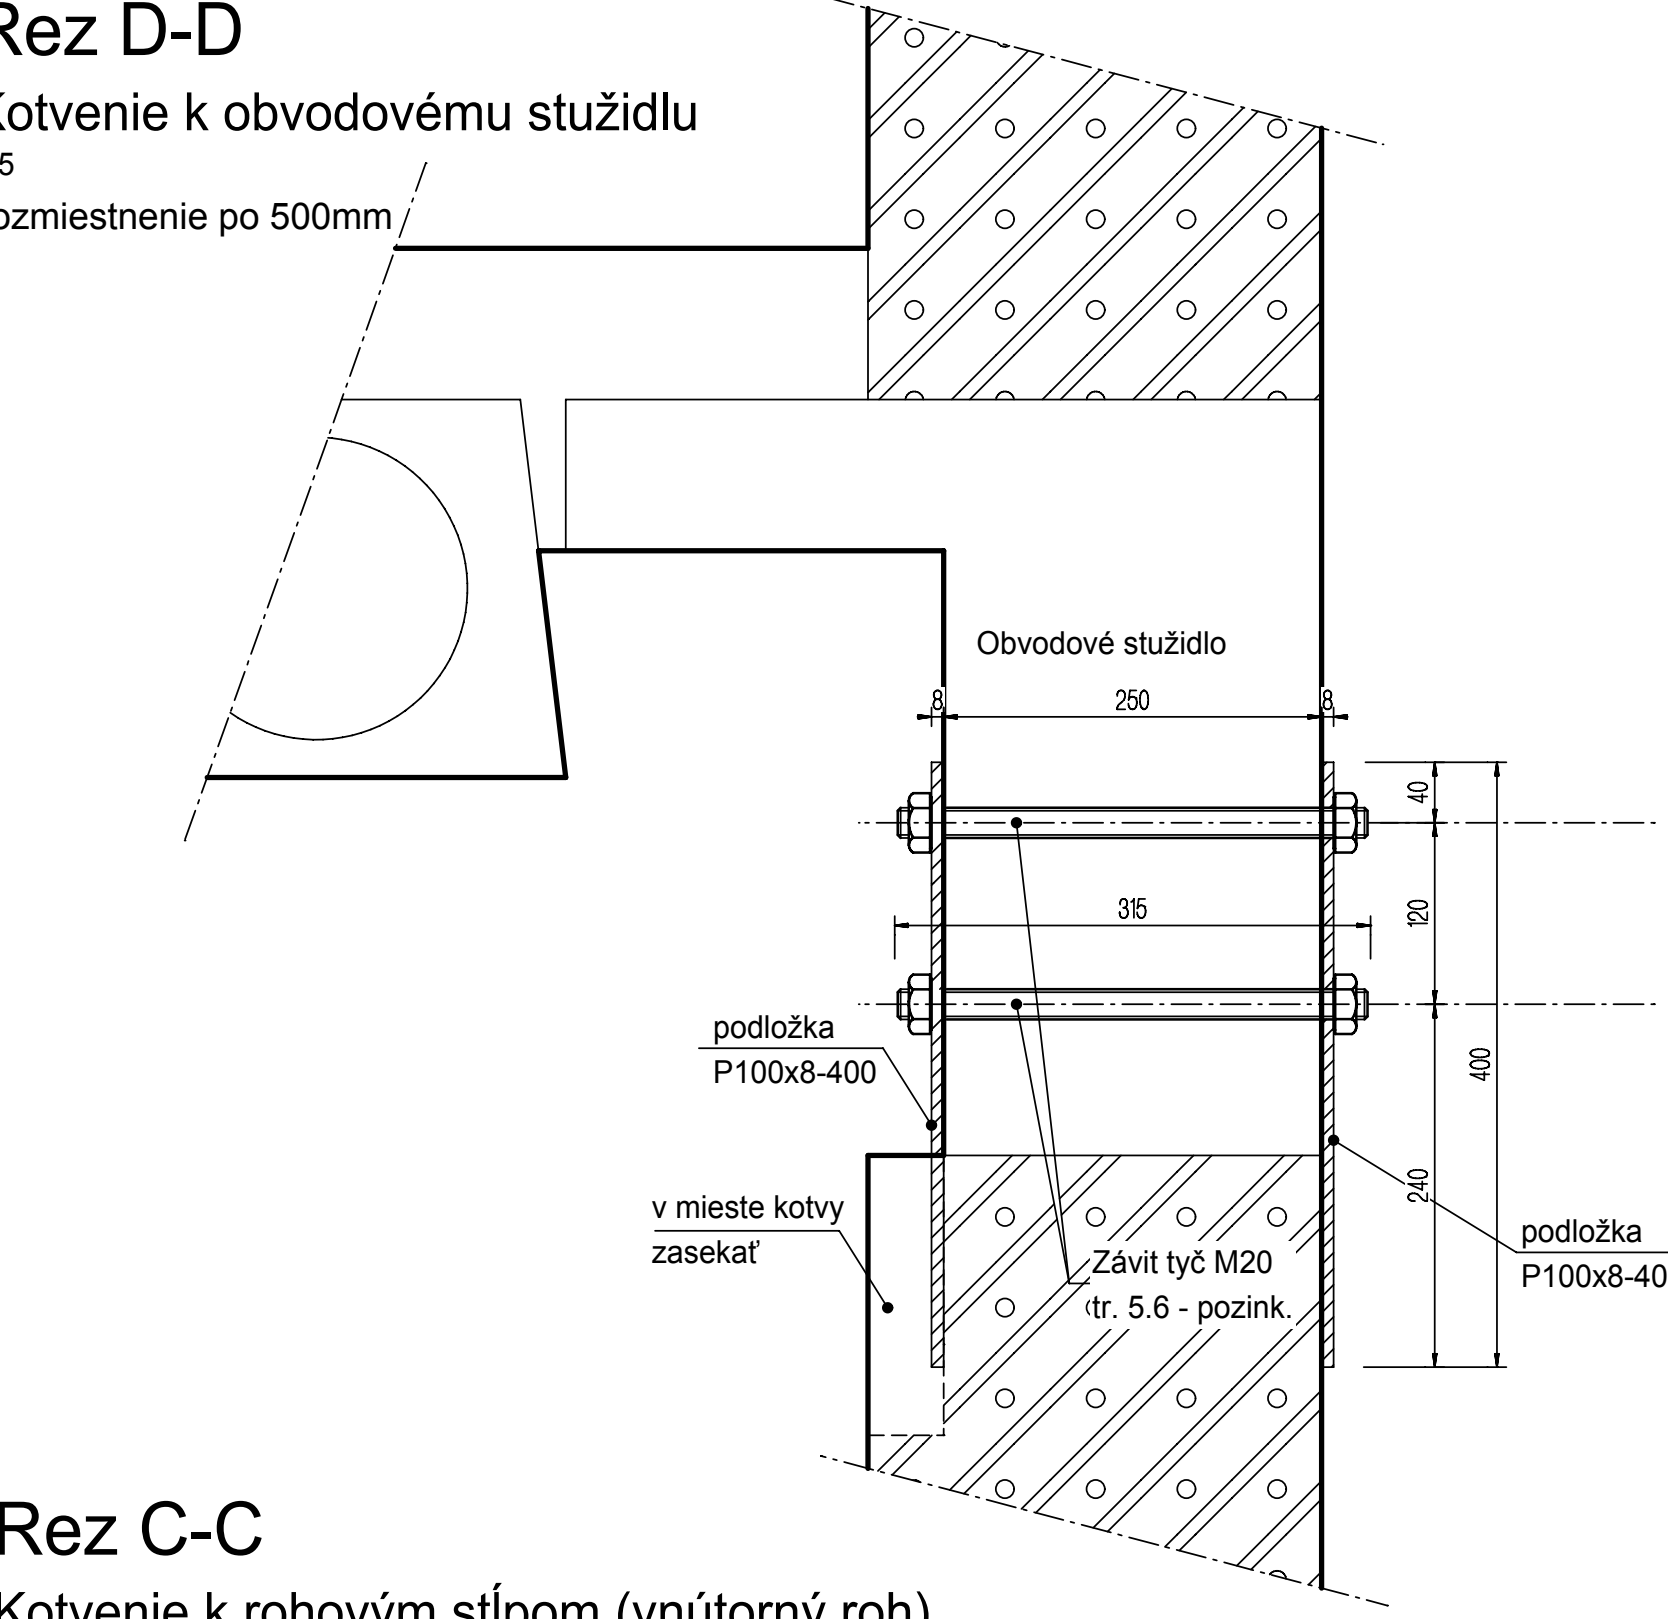 Rez D-D
Kotvenie k obvodovému stužidlu
5
ozmiestnenie po 500mm
Obvodové stužidlo
8
250
8
40
315
120
podložka
P100x8-400
400
240
v mieste kotvy
zasekať
Závit tyč M20
tr. 5.6 - pozink.
podložka
P100x8-40
Rez C-C
Kotvenie k rohovým stĺpom (vnútorný roh)